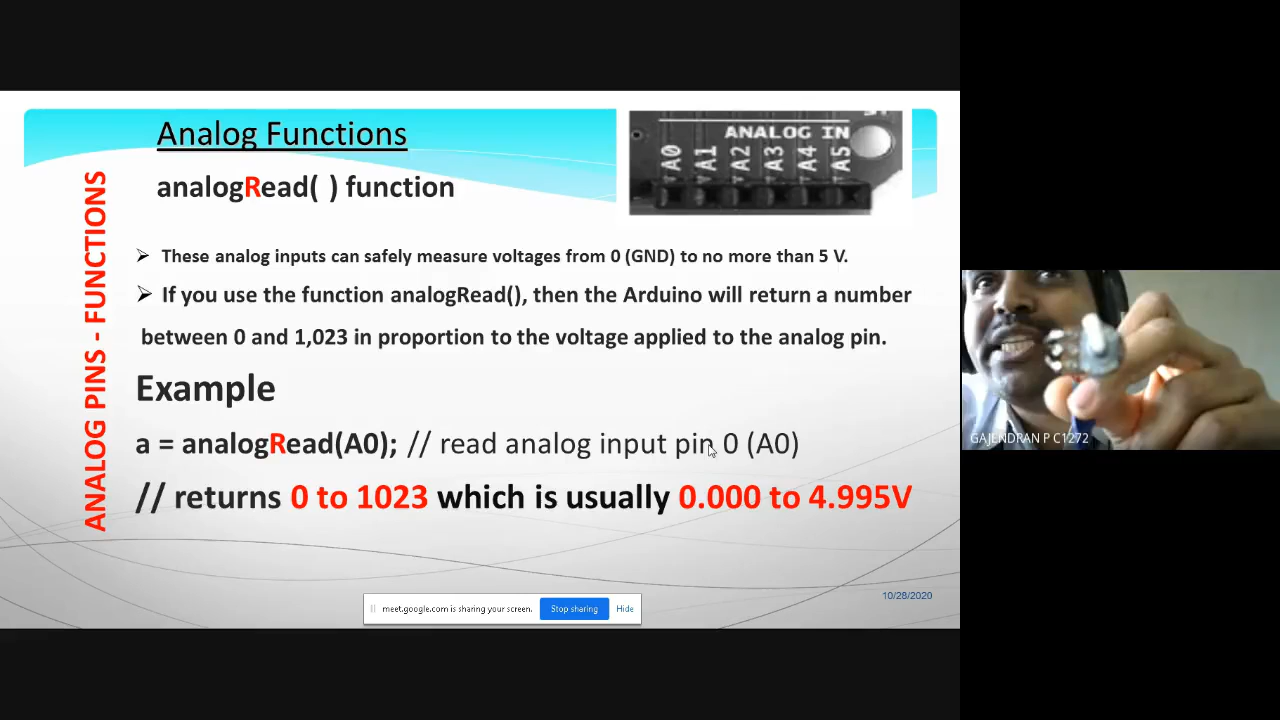 Analog Functions
analogRead( ) function
ANALOG IN
A0 A1 A2 A3 A4 A5
ANALOG PINS - FUNCTIONS
➢ These analog inputs can safely measure voltages from 0 (GND) to no more than 5 V.
➢ If you use the function analogRead(), then the Arduino will return a number
between 0 and 1,023 in proportion to the voltage applied to the analog pin.
Example
a = analogRead(A0); // read analog input pin 0 (A0)
// returns 0 to 1023 which is usually 0.000 to 4.995V
10/28/2020
meet.google.com is sharing your screen. Stop sharing Hide
GAJENDRAN P C1272